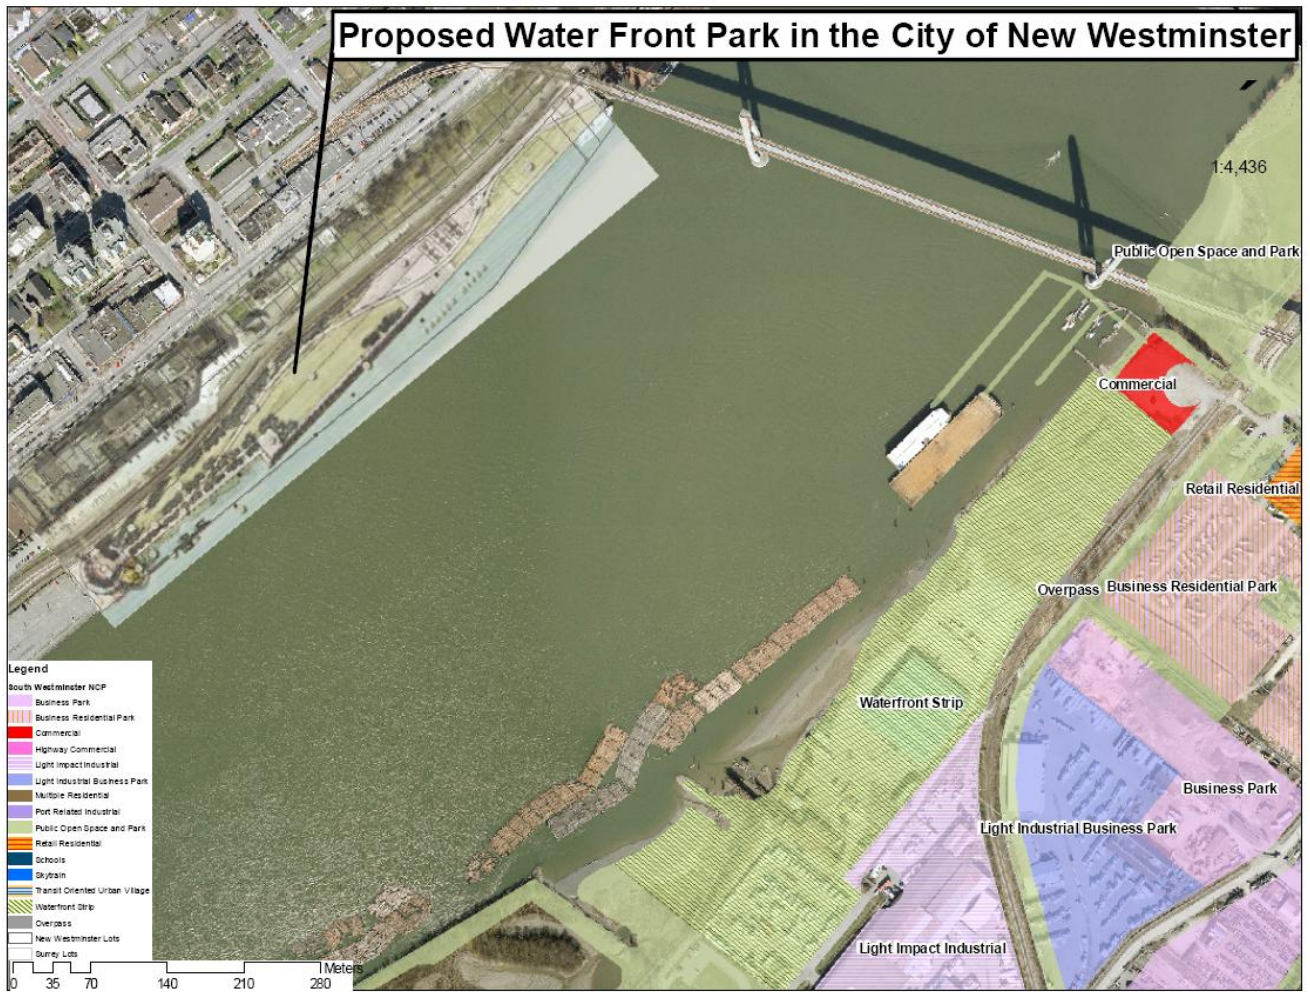 Proposed Water Front Park in the City of New Westminster
1:4,436
Public Open Space and Park
Commercial
Retail Residential
Overpass
Business Residential Park
Waterfront Strip
Business Park
Light Industrial Business Park
Light Impact Industrial
Legend
South Westminster NCP
Business Park
Business Residential Park
Commercial
Highway Commercial
Light Impact Industrial
Light Industrial Business Park
Multiple Residential
Port Related Industrial
Public Open Space and Park
Retail Residential
Schools
Skytrain
Transit Oriented Urban Village
Waterfront Strip
Overpass
New Westminster Lots
Surrey Lots
Meters
0 35 70 140 210 280